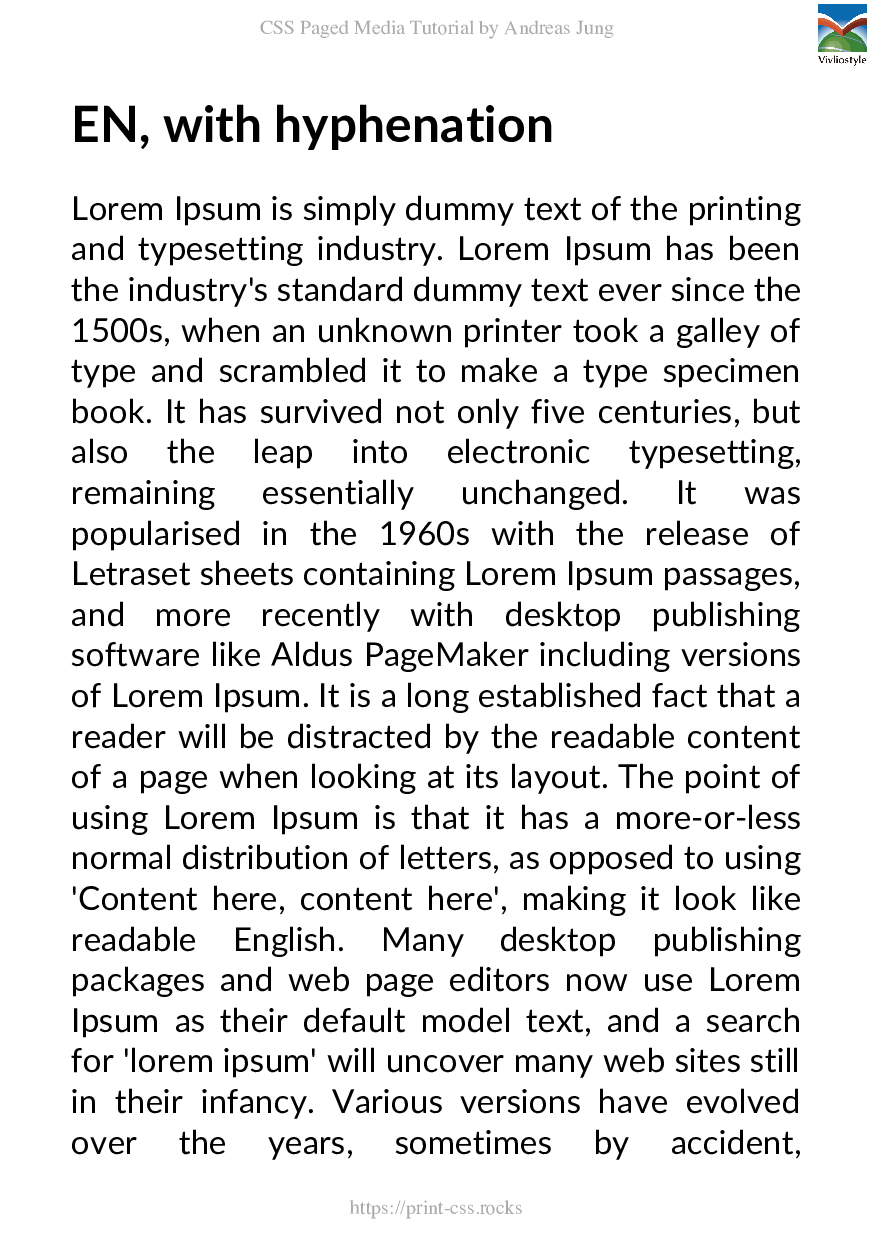 CSS Paged Media Tutorial by Andreas Jung
Vivliostyle
EN, with hyphenation
Lorem Ipsum is simply dummy text of the printing
and typesetting industry. Lorem Ipsum has been
the industry's standard dummy text ever since the
1500s, when an unknown printer took a galley of
type and scrambled it to make a type specimen
book. It has survived not only five centuries, but
also the leap into electronic typesetting,
remaining essentially unchanged. It was
popularised in the 1960s with the release of
Letraset sheets containing Lorem Ipsum passages,
and more recently with desktop publishing
software like Aldus PageMaker including versions
of Lorem Ipsum. It is a long established fact that a
reader will be distracted by the readable content
of a page when looking at its layout. The point of
using Lorem Ipsum is that it has a more-or-less
normal distribution of letters, as opposed to using
'Content here, content here', making it look like
readable English. Many desktop publishing
packages and web page editors now use Lorem
Ipsum as their default model text, and a search
for 'lorem ipsum' will uncover many web sites still
in their infancy. Various versions have evolved
over the years, sometimes by accident,
https://print-css.rocks